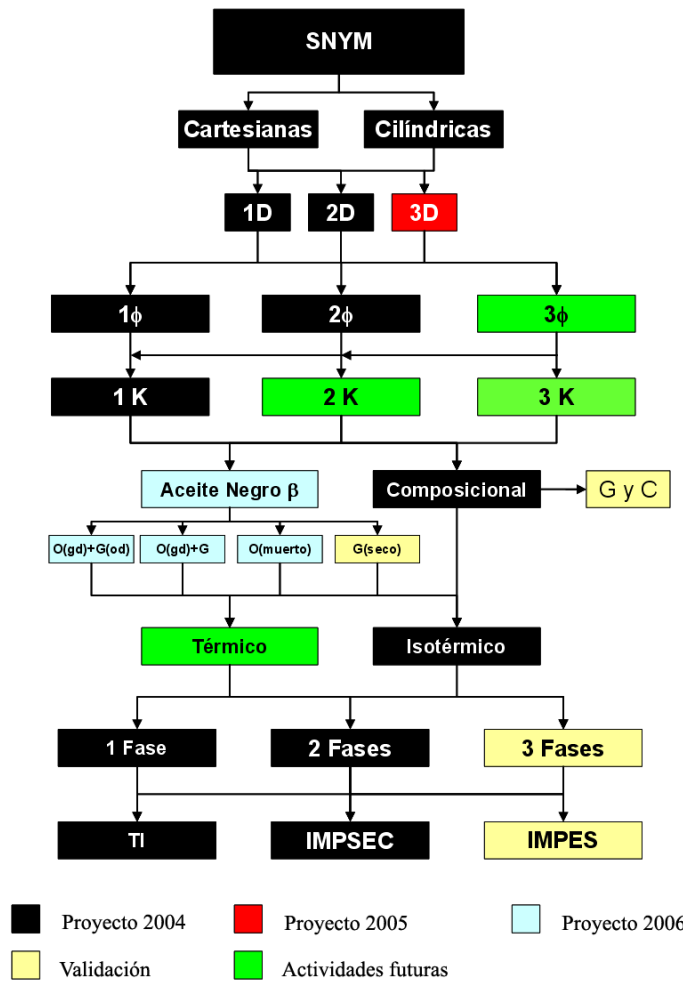 SNYM
Cartesianas Cilíndricas
1D 2D 3D
1ϕ 2ϕ 3ϕ
1 K 2 K 3 K
Aceite Negro β Composicional G y C
O(gd)+G(od) O(gd)+G O(muerto) G(seco)
Térmico Isotérmico
1 Fase 2 Fases 3 Fases
TI IMPSEC IMPES
Proyecto 2004 Proyecto 2005 Proyecto 2006
Validación Actividades futuras